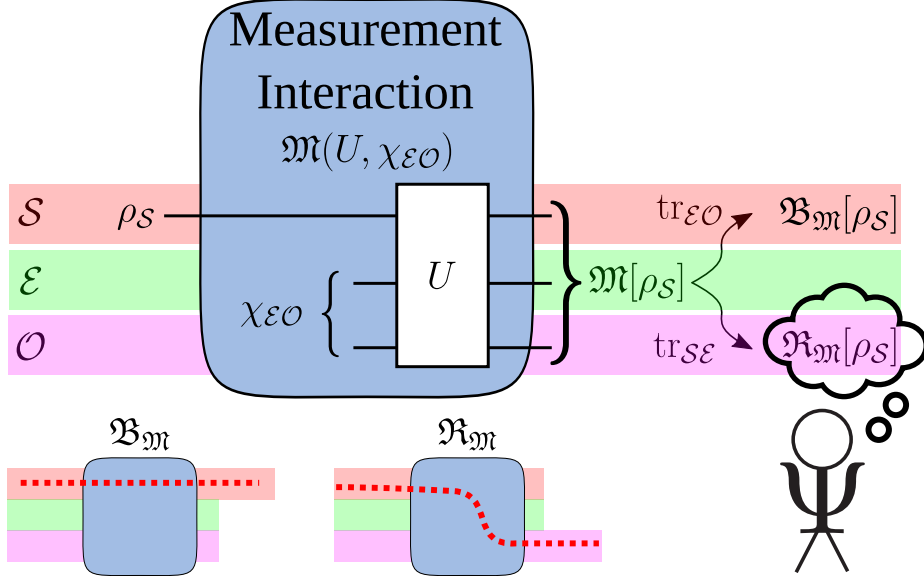 Measurement
Interaction
𝔐(U, χ_ℰ𝒪)
𝒮 ρ_𝒮 tr_ℰ𝒪 𝔅_𝔐[ρ_𝒮]
ℰ U 𝔐[ρ_𝒮]
χ_ℰ𝒪
𝒪 tr_𝒮ℰ ℜ_𝔐[ρ_𝒮]
𝔅_𝔐 ℜ_𝔐